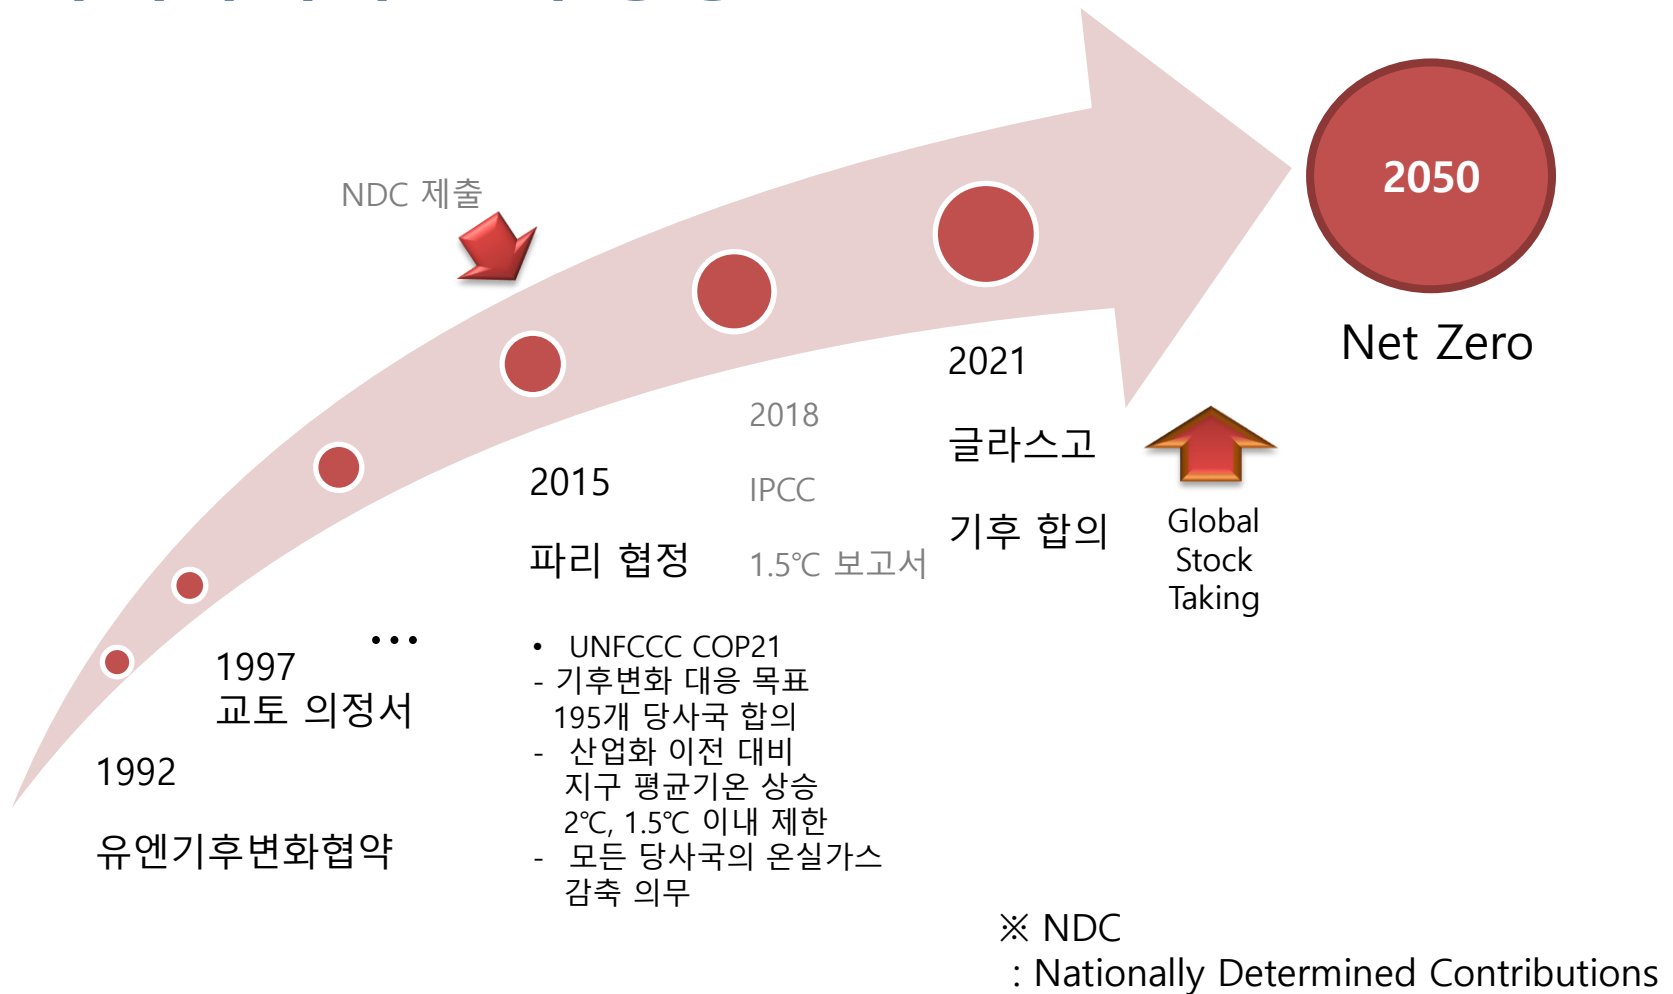 NDC 제출
2050
Net Zero
2021
글라스고
기후 합의
Global
Stock
Taking
2018
IPCC
1.5℃ 보고서
2015
파리 협정
• UNFCCC COP21
- 기후변화 대응 목표
195개 당사국 합의
- 산업화 이전 대비
지구 평균기온 상승
2℃, 1.5℃ 이내 제한
- 모든 당사국의 온실가스
감축 의무
...
1997
교토 의정서
1992
유엔기후변화협약
※ NDC
: Nationally Determined Contributions